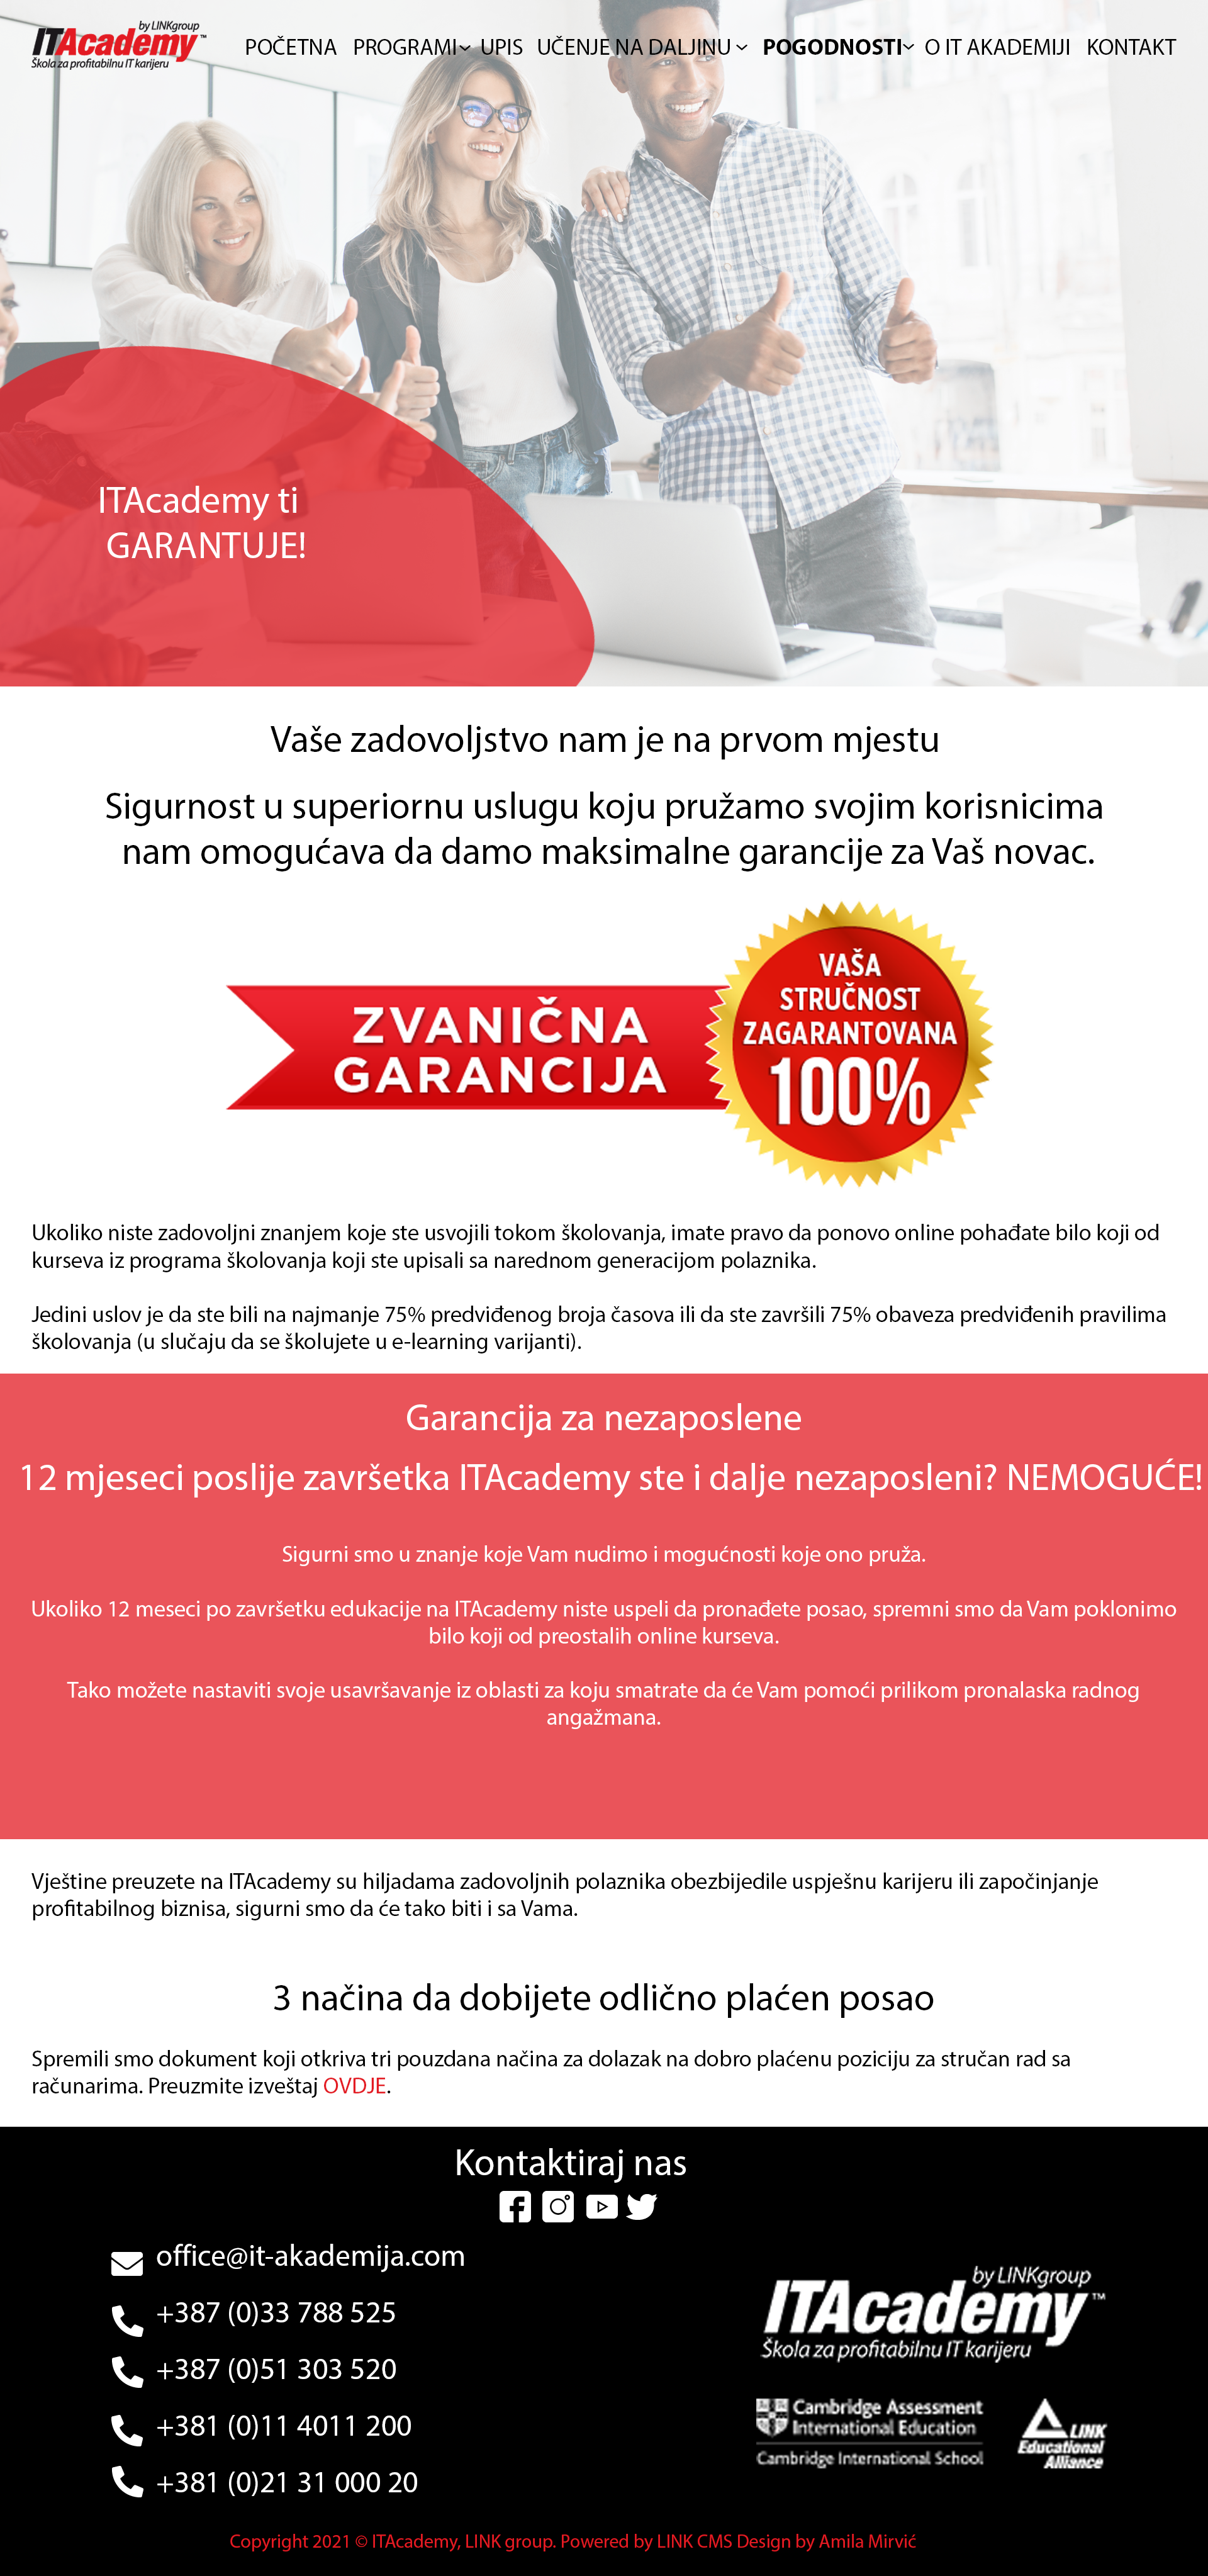 by LINKgroup
ITAcademy™
Škola za profitabilnu IT karijeru
POČETNA PROGRAMI UPIS UČENJE NA DALJINU POGODNOSTI O IT AKADEMIJI KONTAKT
ITAcademy ti
GARANTUJE!
Vaše zadovoljstvo nam je na prvom mjestu
Sigurnost u superiornu uslugu koju pružamo svojim korisnicima
nam omogućava da damo maksimalne garancije za Vaš novac.
ZVANIČNA
GARANCIJA
VAŠA
STRUČNOST
ZAGARANTOVANA
100%
Ukoliko niste zadovoljni znanjem koje ste usvojili tokom školovanja, imate pravo da ponovo online pohađate bilo koji od
kurseva iz programa školovanja koji ste upisali sa narednom generacijom polaznika.
Jedini uslov je da ste bili na najmanje 75% predviđenog broja časova ili da ste završili 75% obaveza predviđenih pravilima
školovanja (u slučaju da se školujete u e-learning varijanti).
Garancija za nezaposlene
12 mjeseci poslije završetka ITAcademy ste i dalje nezaposleni? NEMOGUĆE!
Sigurni smo u znanje koje Vam nudimo i mogućnosti koje ono pruža.
Ukoliko 12 meseci po završetku edukacije na ITAcademy niste uspeli da pronađete posao, spremni smo da Vam poklonimo
bilo koji od preostalih online kurseva.
Tako možete nastaviti svoje usavršavanje iz oblasti za koju smatrate da će Vam pomoći prilikom pronalaska radnog
angažmana.
Vještine preuzete na ITAcademy su hiljadama zadovoljnih polaznika obezbijedile uspješnu karijeru ili započinjanje
profitabilnog biznisa, sigurni smo da će tako biti i sa Vama.
3 načina da dobijete odlično plaćen posao
Spremili smo dokument koji otkriva tri pouzdana načina za dolazak na dobro plaćenu poziciju za stručan rad sa
računarima. Preuzmite izveštaj OVDJE.
Kontaktiraj nas
office@it-akademija.com
+387 (0)33 788 525
+387 (0)51 303 520
+381 (0)11 4011 200
+381 (0)21 31 000 20
by LINKgroup
ITAcademy™
Škola za profitabilnu IT karijeru
Cambridge Assessment
International Education
Cambridge International School
LINK
Educational
Alliance
Copyright 2021 © ITAcademy, LINK group. Powered by LINK CMS Design by Amila Mirvić